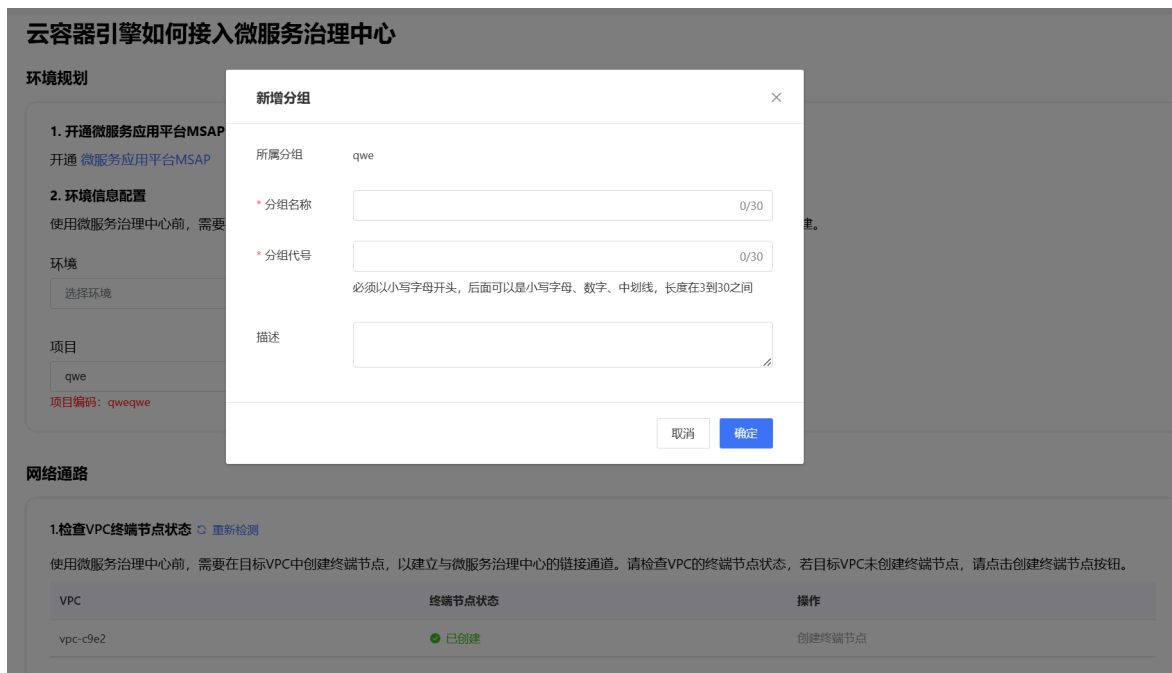 云容器引擎如何接入微服务治理中心
环境规划
1. 开通微服务应用平台MSAP
开通 微服务应用平台MSAP
2. 环境信息配置
使用微服务治理中心前，需要
建。
环境
选择环境
项目
qwe
项目编码：qweqwe
新增分组
所属分组 qwe
* 分组名称 0/30
* 分组代号 0/30
必须以小写字母开头，后面可以是小写字母、数字、中划线，长度在3到30之间
描述
取消 确定
网络通路
1.检查VPC终端节点状态 重新检测
使用微服务治理中心前，需要在目标VPC中创建终端节点，以建立与微服务治理中心的链接通道。请检查VPC的终端节点状态，若目标VPC未创建终端节点，请点击创建终端节点按钮。
VPC 终端节点状态 操作
vpc-c9e2 已创建 创建终端节点